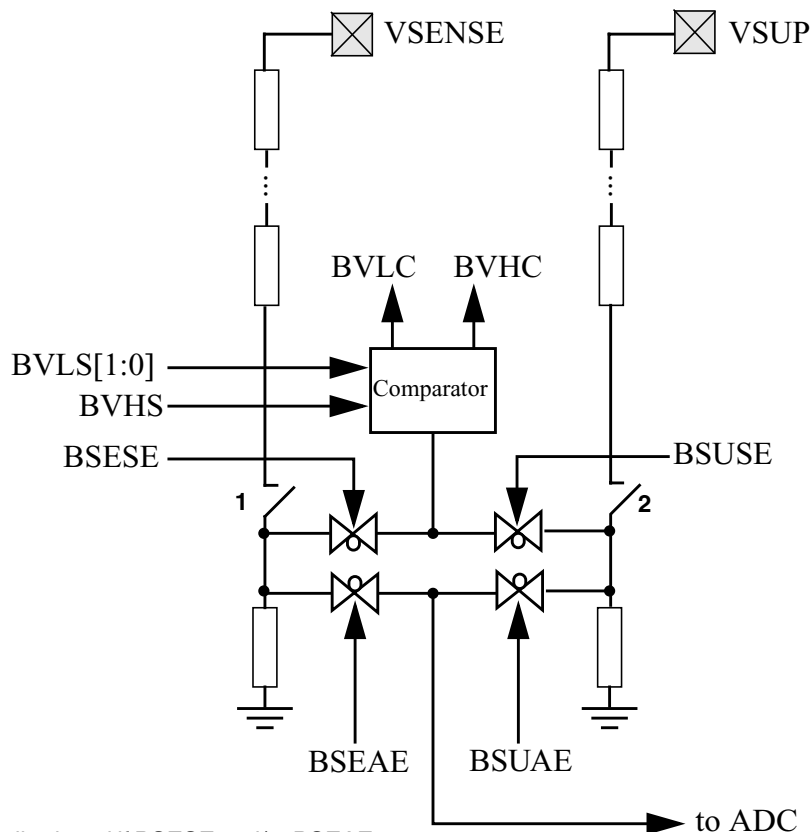 VSENSE
VSUP
BVLC
BVHC
BVLS[1:0]
BVHS
Comparator
BSESE
BSUSE
1
2
BSEAE
BSUAE
to ADC